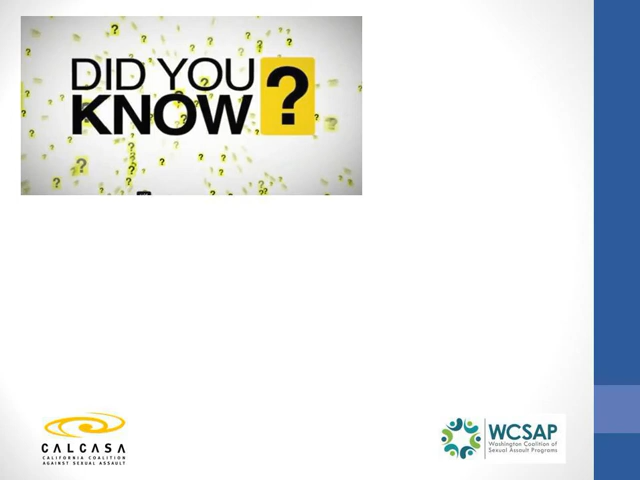 DID YOU
KNOW ?
CALCASA
CALIFORNIA COALITION
AGAINST SEXUAL ASSAULT
WCSAP
Washington Coalition of
Sexual Assault Programs